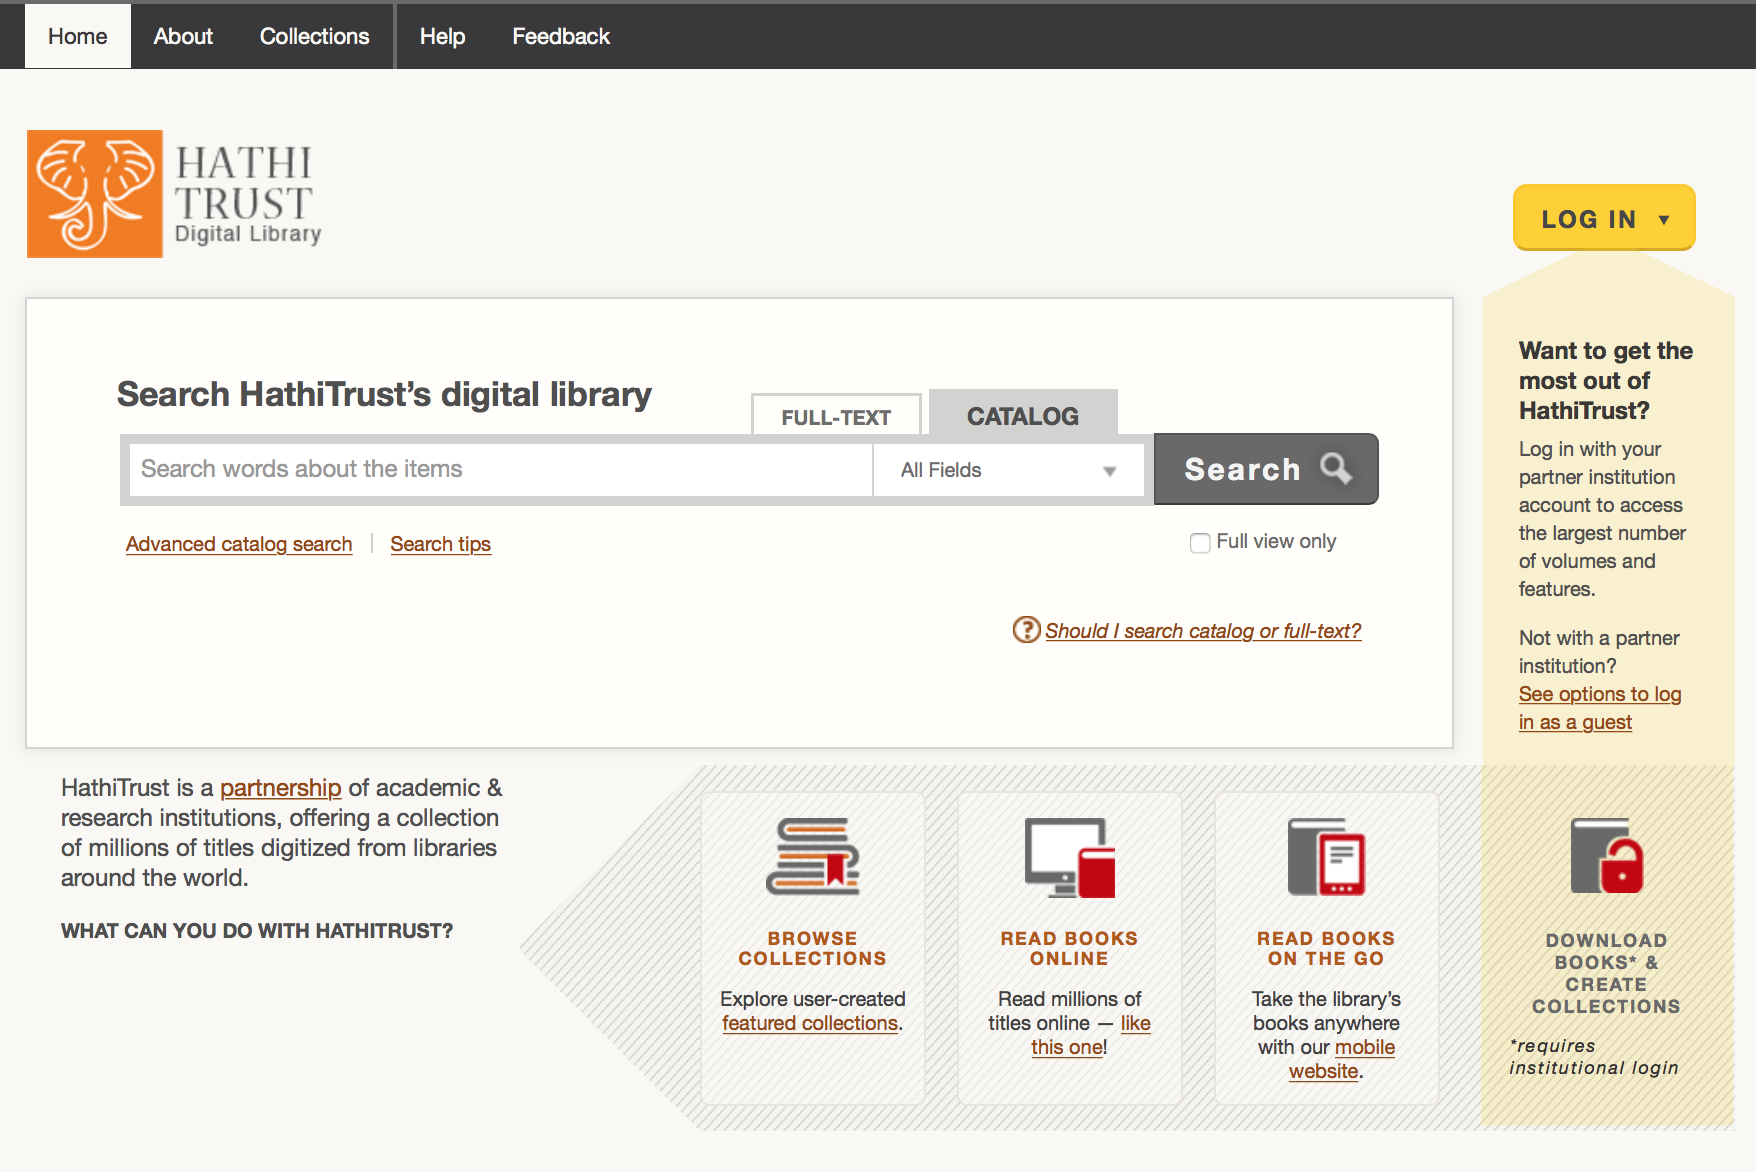 Home About Collections Help Feedback
HATHI
TRUST
Digital Library
LOG IN ▼
Search HathiTrust’s digital library
FULL-TEXT CATALOG
Search words about the items All Fields ▼ Search
Advanced catalog search | Search tips
Full view only
? Should I search catalog or full-text?
Want to get the
most out of
HathiTrust?
Log in with your
partner institution
account to access
the largest number
of volumes and
features.
Not with a partner
institution?
See options to log
in as a guest
HathiTrust is a partnership of academic &
research institutions, offering a collection
of millions of titles digitized from libraries
around the world.
WHAT CAN YOU DO WITH HATHITRUST?
BROWSE
COLLECTIONS
Explore user-created
featured collections.
READ BOOKS
ONLINE
Read millions of
titles online — like
this one!
READ BOOKS
ON THE GO
Take the library’s
books anywhere
with our mobile
website.
DOWNLOAD
BOOKS* &
CREATE
COLLECTIONS
*requires
institutional login